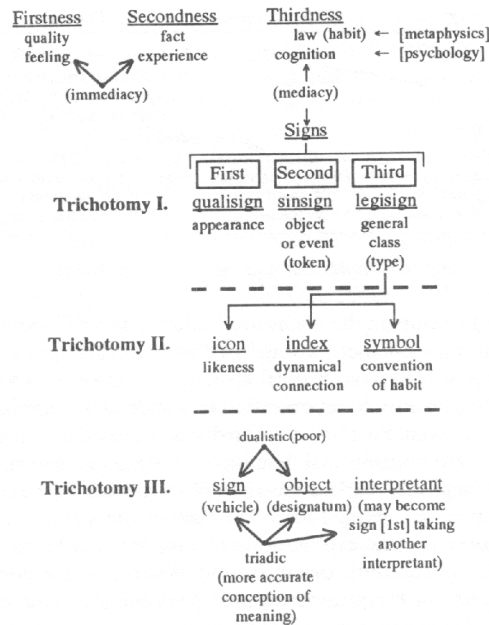 Firstness Secondness Thirdness
quality fact law (habit) ← [metaphysics]
feeling experience cognition ← [psychology]
(immediacy) (mediacy)
Signs
First Second Third
Trichotomy I. qualisign sinsign legisign
appearance object general
or event class
(token) (type)
Trichotomy II. icon index symbol
likeness dynamical convention
connection of habit
dualistic(poor)
Trichotomy III. sign object interpretant
(vehicle) (designatum) (may become
sign [1st] taking
another
interpretant)
triadic
(more accurate
conception of
meaning)